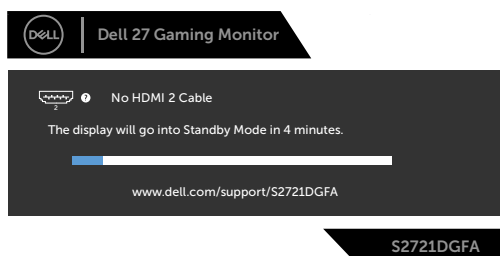 DELL
Dell 27 Gaming Monitor
2 ? No HDMI 2 Cable
The display will go into Standby Mode in 4 minutes.
www.dell.com/support/S2721DGFA
S2721DGFA